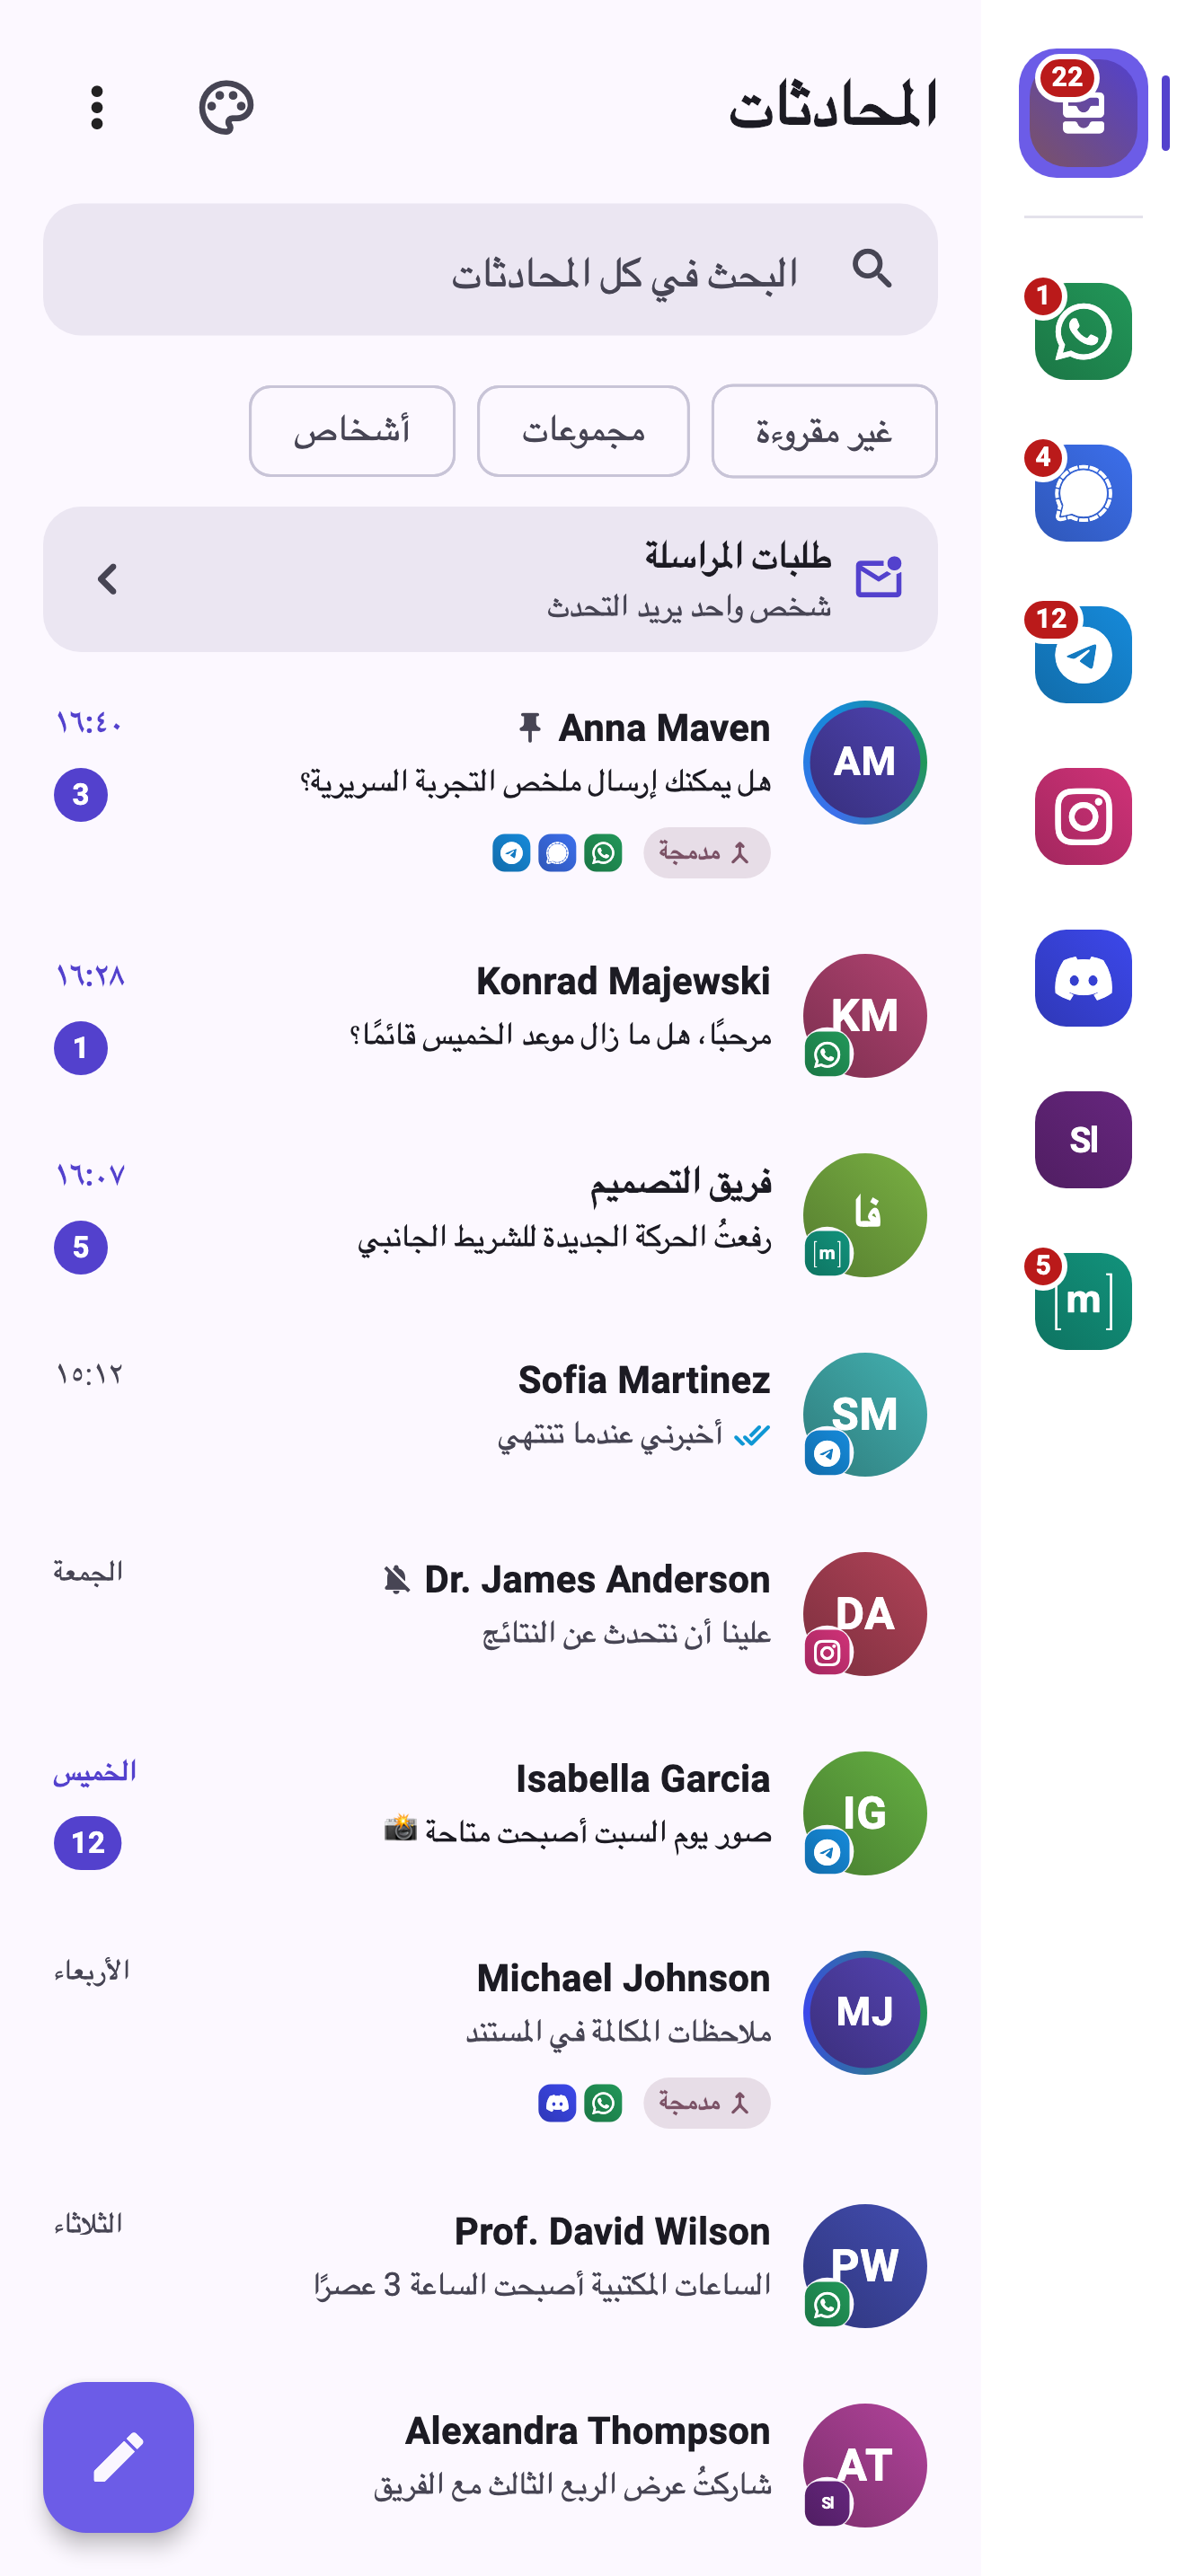 المحادثات
22
البحث في كل المحادثات
1
غير مقروءة
مجموعات
أشخاص
4
طلبات المراسلة
شخص واحد يريد التحدث
12
AM
Anna Maven
١٦:٤٠
هل يمكنك إرسال ملخص التجربة السريرية؟
3
مدمجة
KM
Konrad Majewski
١٦:٢٨
مرحبًا، هل ما زال موعد الخميس قائمًا؟
1
Sl
فا
فريق التصميم
١٦:٠٧
رفعتُ الحركة الجديدة للشريط الجانبي
5
[m]
5
[m]
SM
Sofia Martinez
١٥:١٢
أخبرني عندما تنتهي
DA
Dr. James Anderson
الجمعة
علينا أن نتحدث عن النتائج
IG
Isabella Garcia
الخميس
صور يوم السبت أصبحت متاحة 📸
12
MJ
Michael Johnson
الأربعاء
ملاحظات المكالمة في المستند
مدمجة
PW
Prof. David Wilson
الثلاثاء
الساعات المكتبية أصبحت الساعة 3 عصرًا
AT
Alexandra Thompson
شاركتُ عرض الربع الثالث مع الفريق
Sl